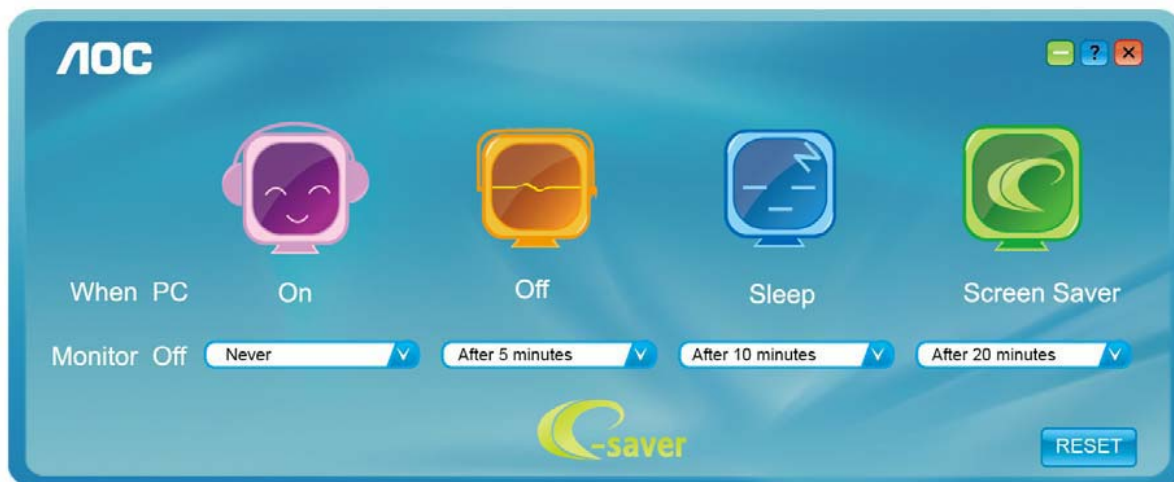 AOC
?
When PC On Off Sleep Screen Saver
Monitor Off Never After 5 minutes After 10 minutes After 20 minutes
e-saver
RESET